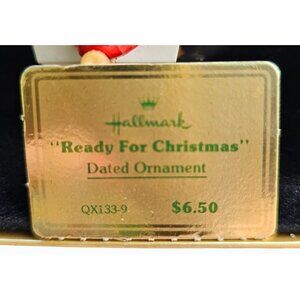 Hallmark
"Ready For Christmas"
Dated Ornament
QX133-9 $6.50